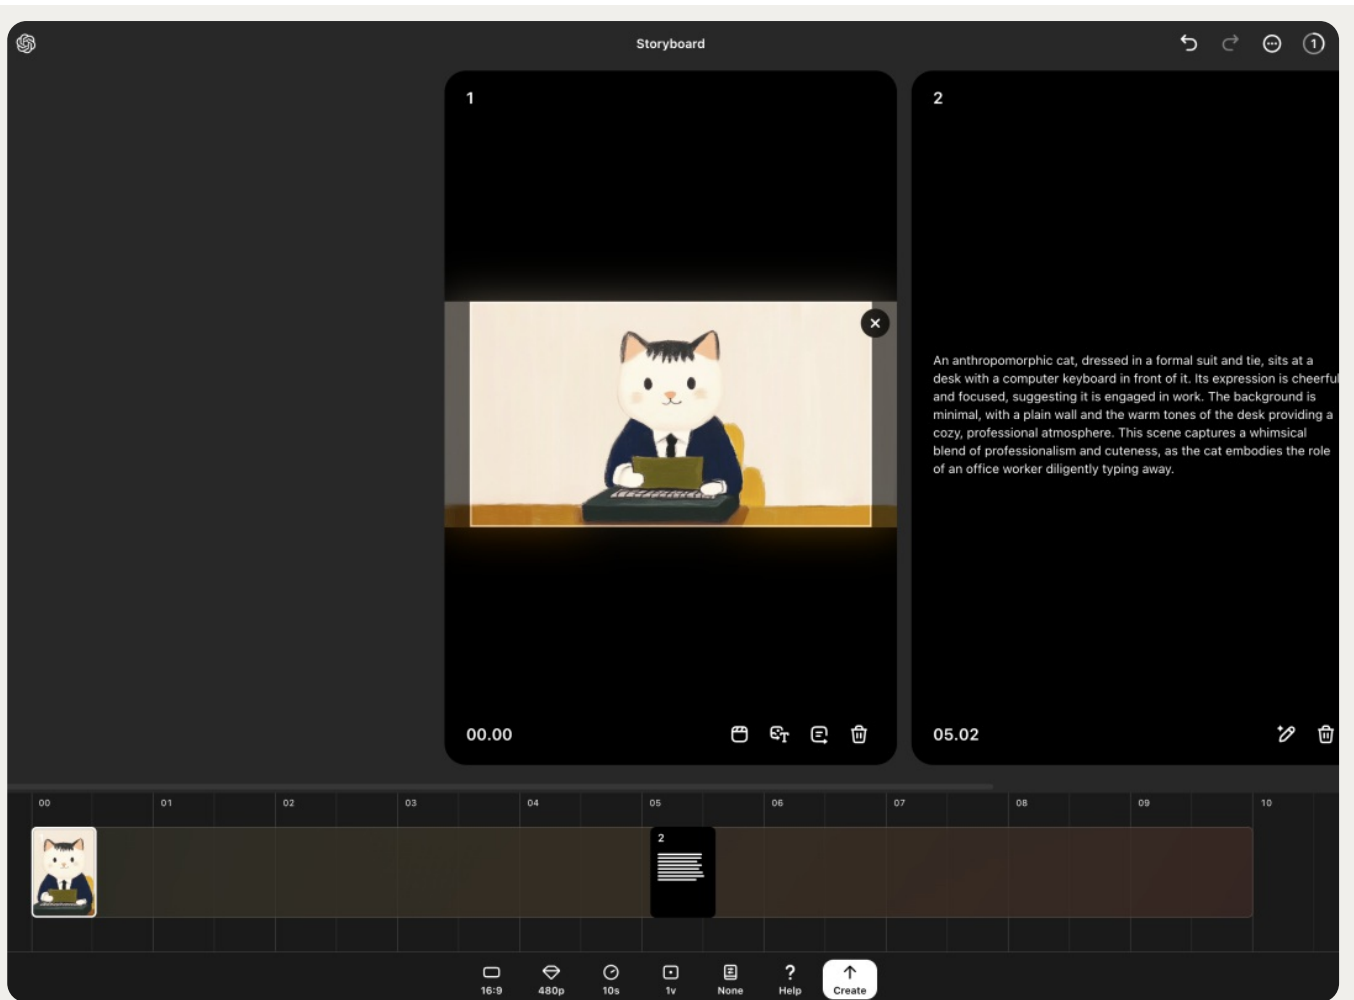 Storyboard
1
1
2
An anthropomorphic cat, dressed in a formal suit and tie, sits at a
desk with a computer keyboard in front of it. Its expression is cheerful
and focused, suggesting it is engaged in work. The background is
minimal, with a plain wall and the warm tones of the desk providing a
cozy, professional atmosphere. This scene captures a whimsical
blend of professionalism and cuteness, as the cat embodies the role
of an office worker diligently typing away.
00.00
05.02
00 01 02 03 04 05 06 07 08 09 10
2
16:9 480p 10s 1v None Help Create